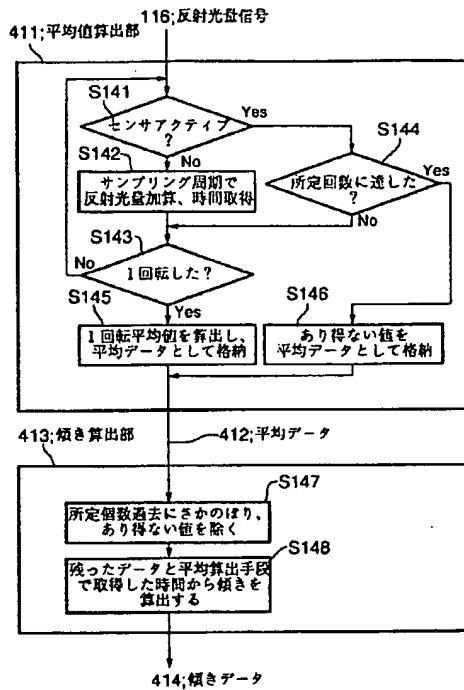 116;反射光量信号
411;平均値算出部
S141
センサアクティブ
?
Yes
S144
S142
No
サンプリング周期で
反射光量加算、時間取得
所定回数に達した
?
Yes
No
S143
No
1回転した?
Yes
S145
1回転平均値を算出し、
平均データとして格納
S146
あり得ない値を
平均データとして格納
413;傾き算出部
412;平均データ
S147
所定個数過去にさかのぼり、
あり得ない値を除く
S148
残ったデータと平均算出手段
で取得した時間から傾きを
算出する
414;傾きデータ